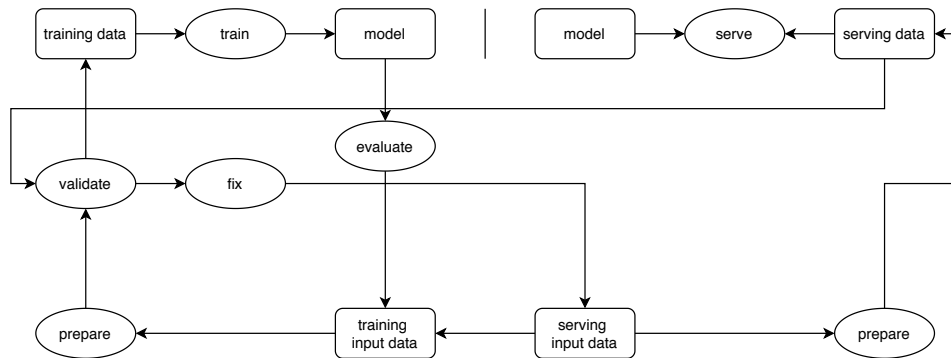 training data
train
model
model
serve
serving data
evaluate
validate
fix
prepare
training
input data
serving
input data
prepare